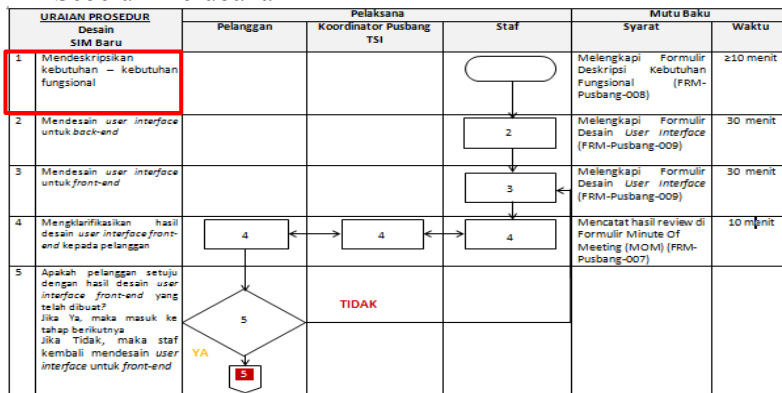 URAIAN PROSEDUR
Desain
SIM Baru
Pelaksana
Mutu Baku
Pelanggan
Koordinator Pusbang
TSI
Staf
Syarat
Waktu
1
Mendeskripsikan
kebutuhan – kebutuhan
fungsional
Melengkapi Formulir
Deskripsi Kebutuhan
Fungsional (FRM-
Pusbang-008)
≥10 menit
2
Mendesain user interface
untuk back-end
2
Melengkapi Formulir
Desain User Interface
(FRM-Pusbang-009)
30 menit
3
Mendesain user interface
untuk front-end
3
Melengkapi Formulir
Desain User Interface
(FRM-Pusbang-009)
30 menit
4
Mengklarifikasikan hasil
desain user interface front-
end kepada pelanggan
4
4
4
Mencatat hasil review di
Formulir Minute Of
Meeting (MOM) (FRM-
Pusbang-007)
10 menit
5
Apakah pelanggan setuju
dengan hasil desain user
interface front-end yang
telah dibuat?
Jika Ya, maka masuk ke
tahap berikutnya
Jika Tidak, maka staf
kembali mendesain user
interface untuk front-end
5
TIDAK
YA
5